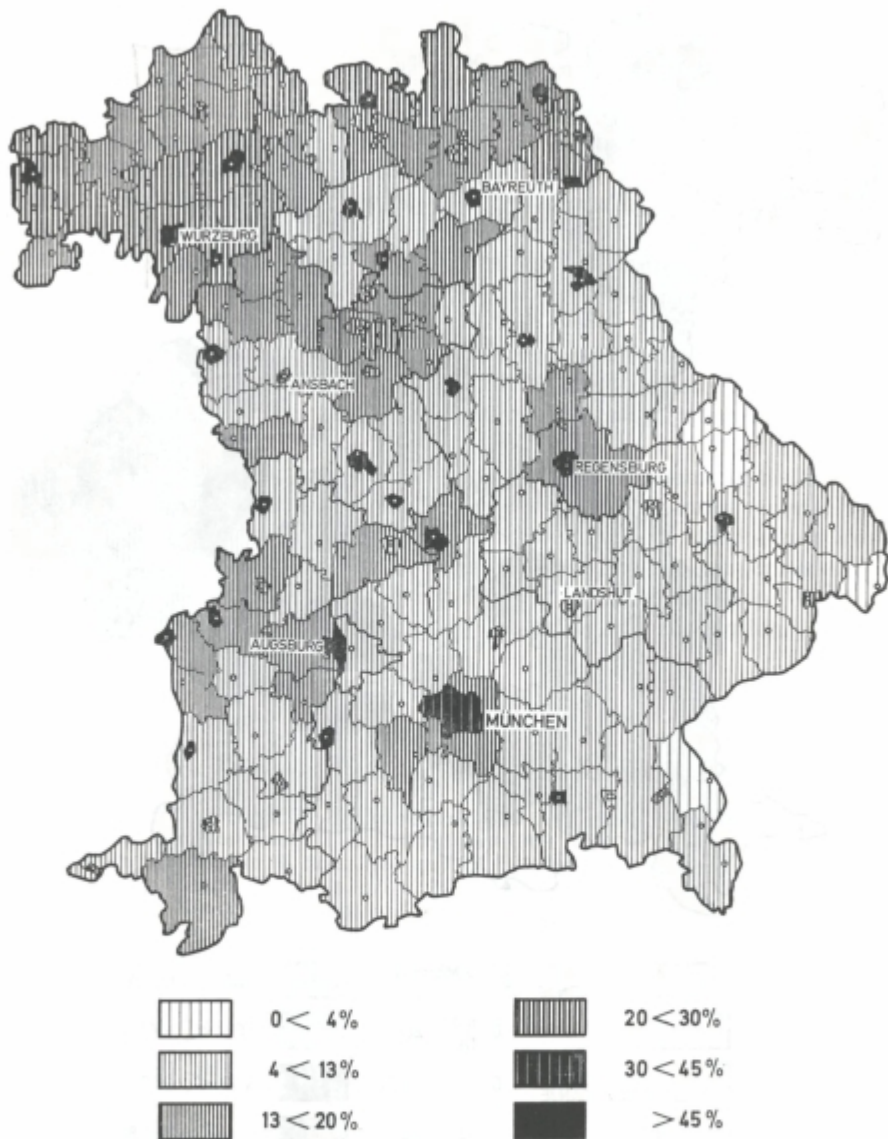 BAYREUTH
WÜRZBURG
ANSBACH
REGENSBURG
LANDSHUT
AUGSBURG
MÜNCHEN
0 < 4%
20 < 30%
4 < 13%
30 < 45%
13 < 20%
> 45%